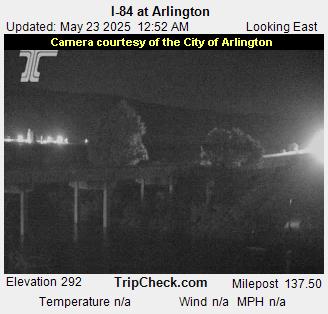 I-84 at Arlington
Updated: May 23 2025 12:52 AM Looking East
Camera courtesy of the City of Arlington
Elevation 292 TripCheck.com Milepost 137.50
Temperature n/a Wind n/a MPH n/a